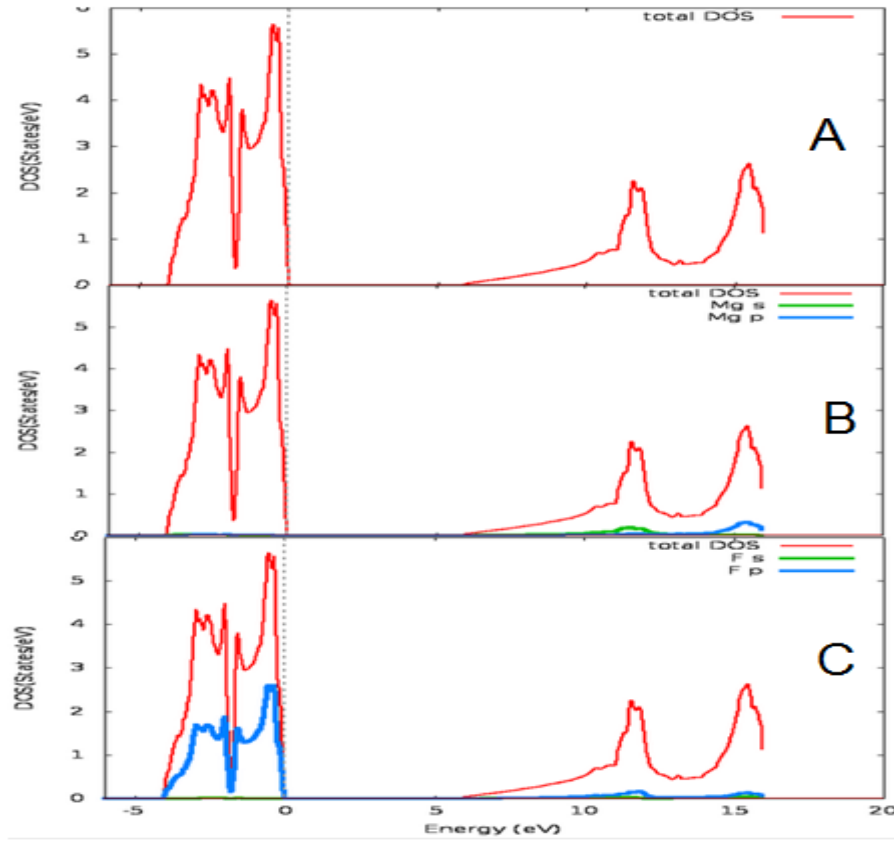 6
total DOS
5
4
3
2
1
0
DOS(States/eV)
A
total DOS
Mg s
Mg p
5
4
3
2
1
0
DOS(States/eV)
B
total DOS
F s
F p
5
4
3
2
1
0
DOS(States/eV)
C
-5 0 5 10 15 20
Energy (eV)